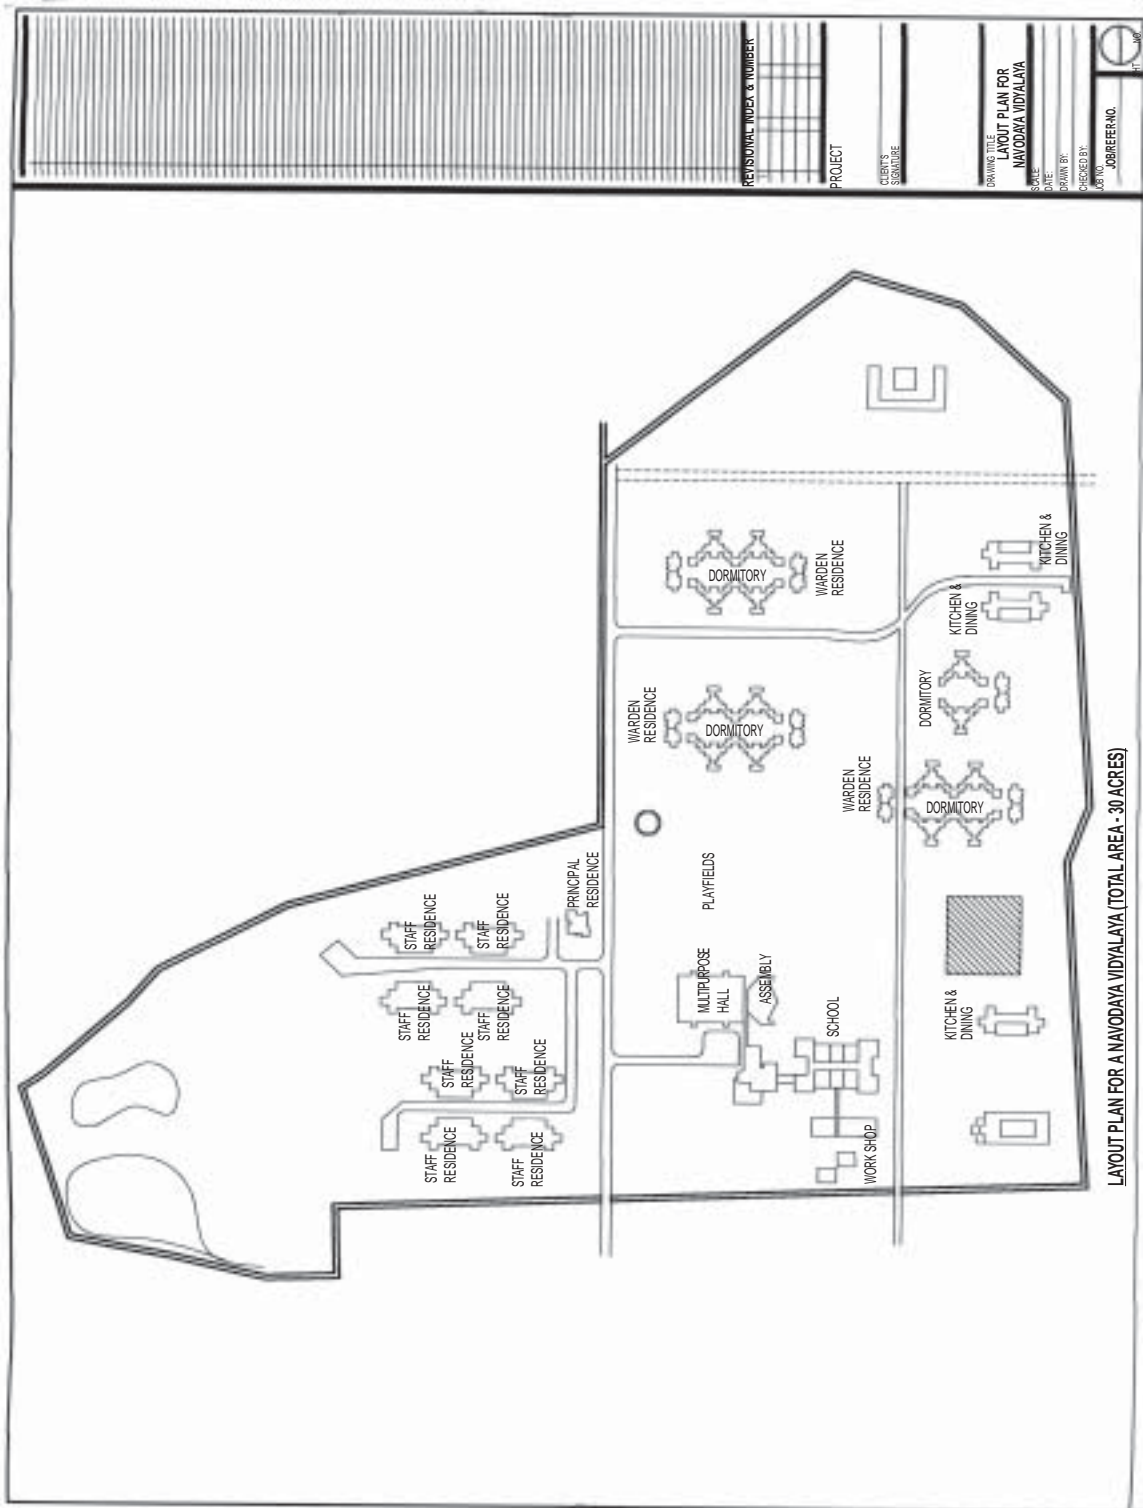 REVISIONAL INDEX & NUMBER
PROJECT
CLIENT'S
SIGNATURE
DRAWING TITLE
LAYOUT PLAN FOR
NAVODAYA VIDYALAYA
SCALE:
DATE:
DRAWN BY:
CHECKED BY:
JOB NO.
JOB/REFER-NO.
HT NO.
STAFF
RESIDENCE
STAFF
RESIDENCE
PRINCIPAL
RESIDENCE
STAFF
RESIDENCE
STAFF
RESIDENCE
STAFF
RESIDENCE
STAFF
RESIDENCE
STAFF
RESIDENCE
STAFF
RESIDENCE
DORMITORY
WARDEN
RESIDENCE
WARDEN
RESIDENCE
DORMITORY
WARDEN
RESIDENCE
DORMITORY
DORMITORY
KITCHEN &
DINING
KITCHEN &
DINING
PLAYFIELDS
MULTIPURPOSE
HALL
ASSEMBLY
SCHOOL
WORK SHOP
KITCHEN &
DINING
LAYOUT PLAN FOR A NAVODAYA VIDYALAYA (TOTAL AREA - 30 ACRES)